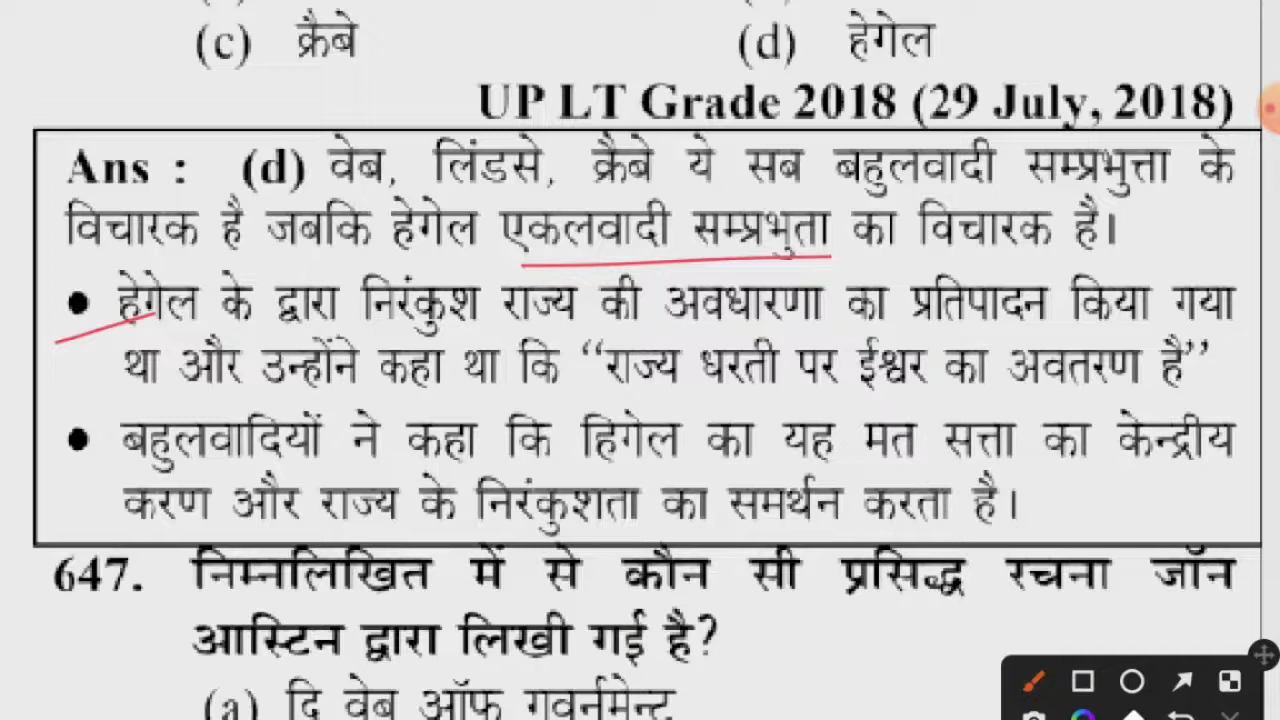 (c) क्रैबे (d) हेगेल
UP LT Grade 2018 (29 July, 2018)
Ans : (d) वेब, लिंडसे, क्रैबे ये सब बहुलवादी सम्प्रभुत्ता के
विचारक है जबकि हेगेल एकलवादी सम्प्रभुता का विचारक है।
● हेगेल के द्वारा निरंकुश राज्य की अवधारणा का प्रतिपादन किया गया
था और उन्होंने कहा था कि ‘‘राज्य धरती पर ईश्वर का अवतरण है’’
● बहुलवादियों ने कहा कि हिगेल का यह मत सत्ता का केन्द्रीय
करण और राज्य के निरंकुशता का समर्थन करता है।
647. निम्नलिखित में से कौन सी प्रसिद्ध रचना जॉन
आस्टिन द्वारा लिखी गई है?
(a) दि वेब ऑफ गवर्नमेन्ट